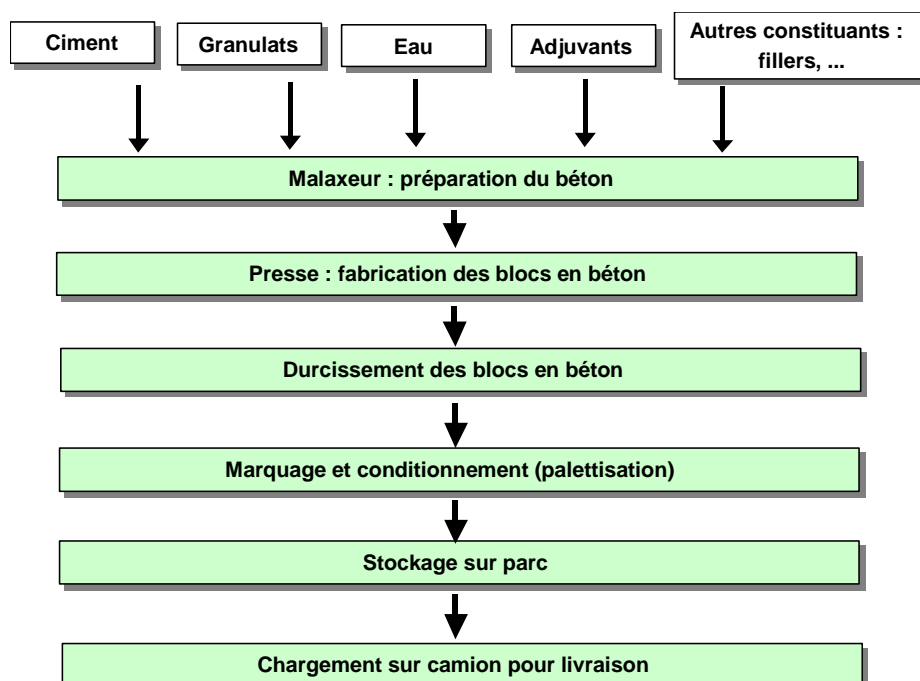 Ciment
Granulats
Eau
Adjuvants
Autres constituants :
fillers, ...
Malaxeur : préparation du béton
Presse : fabrication des blocs en béton
Durcissement des blocs en béton
Marquage et conditionnement (palettisation)
Stockage sur parc
Chargement sur camion pour livraison